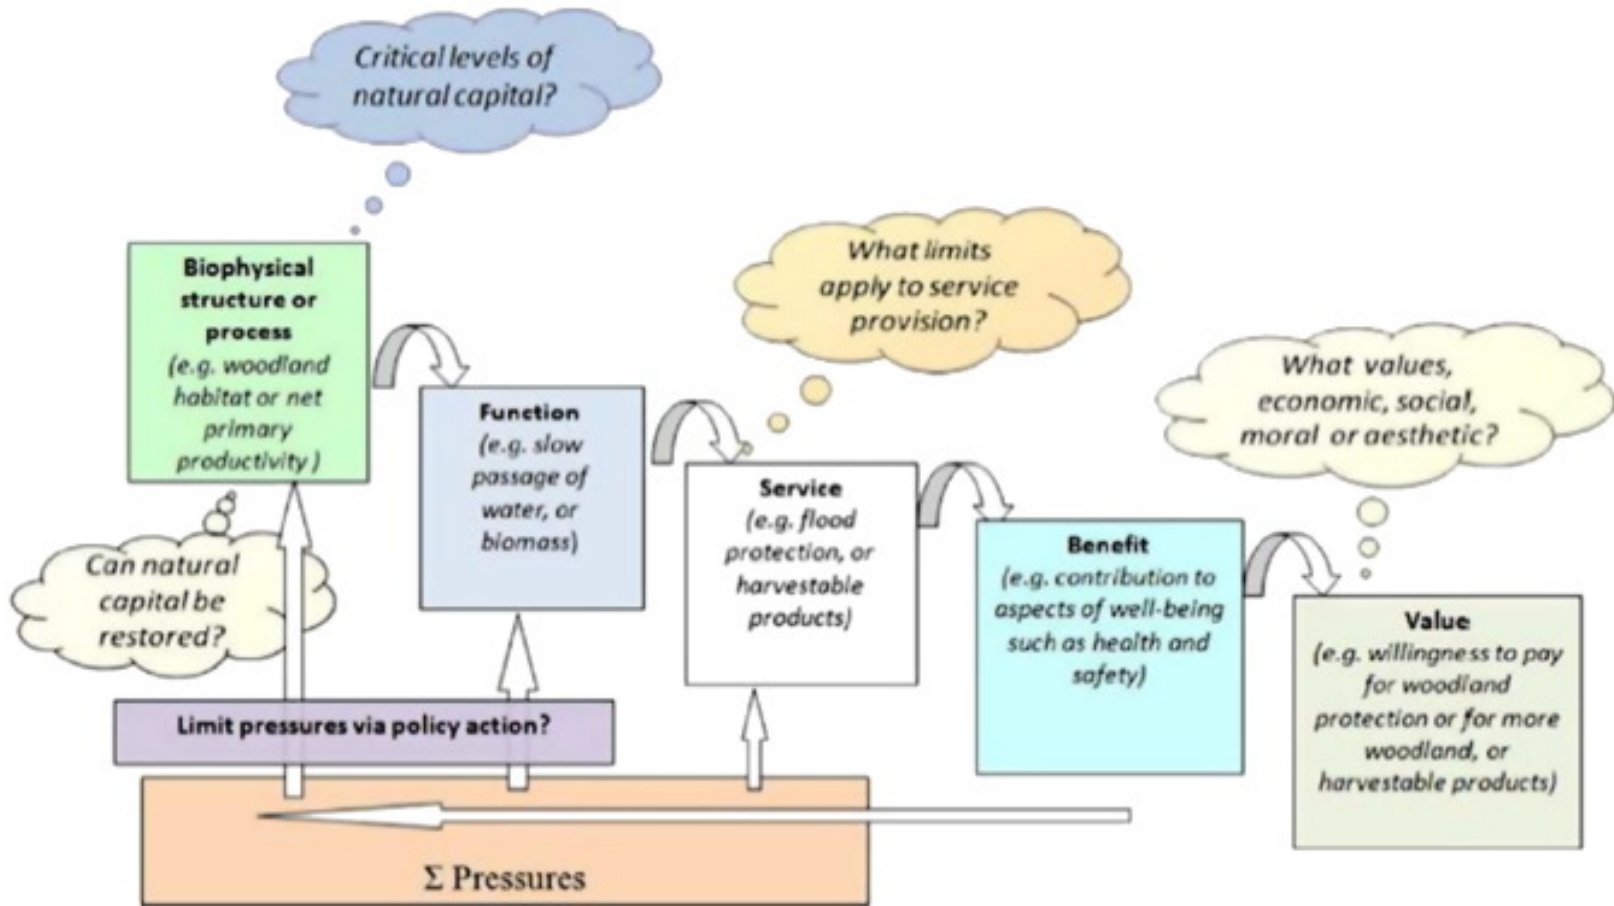 Critical levels of
natural capital?
Biophysical
structure or
process
(e.g. woodland
habitat or net
primary
productivity )
What limits
apply to service
provision?
Function
(e.g. slow
passage of
water, or
biomass)
What values,
economic, social,
moral or aesthetic?
Service
(e.g. flood
protection, or
harvestable
products)
Benefit
(e.g. contribution to
aspects of well-being
such as health and
safety)
Can natural
capital be
restored?
Value
(e.g. willingness to pay
for woodland
protection or for more
woodland, or
harvestable products)
Limit pressures via policy action?
Σ Pressures